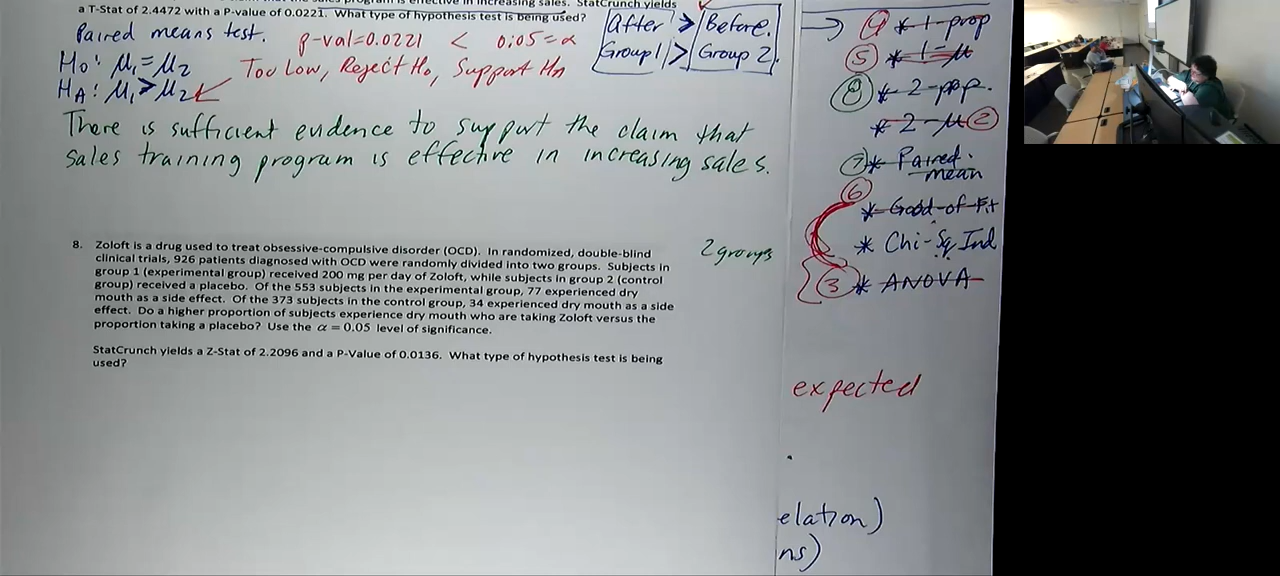 a T-Stat of 2.4472 with a P-value of 0.0221. What type of hypothesis test is being used?
Paired means test.
p-val=0.0221 < 0.05=α
After > Before.
Group 1 > Group 2
H₀: μ₁=μ₂
Too Low, Reject H₀, Support Hₐ
Hₐ: μ₁>μ₂
There is sufficient evidence to support the claim that
sales training program is effective in increasing sales.
④ * 1-prop
⑤ * 1-μ
⑧ * 2-prop.
* 2-μ ②
⑦ * Paired.
mean
⑥
* Good-of-Fit
* Chi-Sq Ind
③ * ANOVA
8. Zoloft is a drug used to treat obsessive-compulsive disorder (OCD). In randomized, double-blind
clinical trials, 926 patients diagnosed with OCD were randomly divided into two groups. Subjects in
group 1 (experimental group) received 200 mg per day of Zoloft, while subjects in group 2 (control
group) received a placebo. Of the 553 subjects in the experimental group, 77 experienced dry
mouth as a side effect. Of the 373 subjects in the control group, 34 experienced dry mouth as a side
effect. Do a higher proportion of subjects experience dry mouth who are taking Zoloft versus the
proportion taking a placebo? Use the α = 0.05 level of significance.
2 groups
StatCrunch yields a Z-Stat of 2.2096 and a P-Value of 0.0136. What type of hypothesis test is being
used?
expected
elation)
ns)